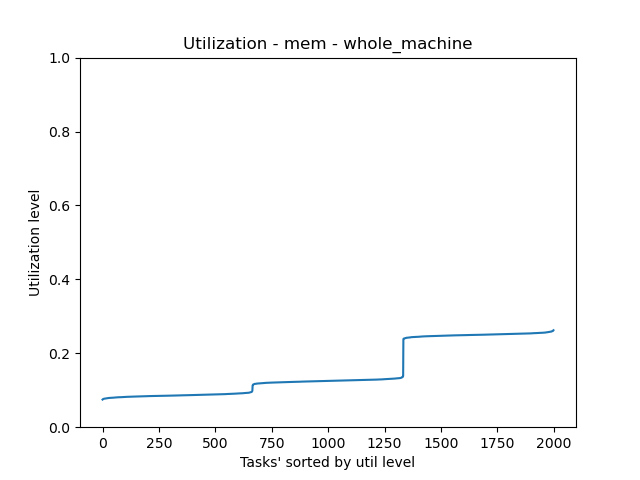 Utilization - mem - whole_machine
1.0
0.8
0.6
0.4
0.2
0.0
Utilization level
0 250 500 750 1000 1250 1500 1750 2000
Tasks' sorted by util level